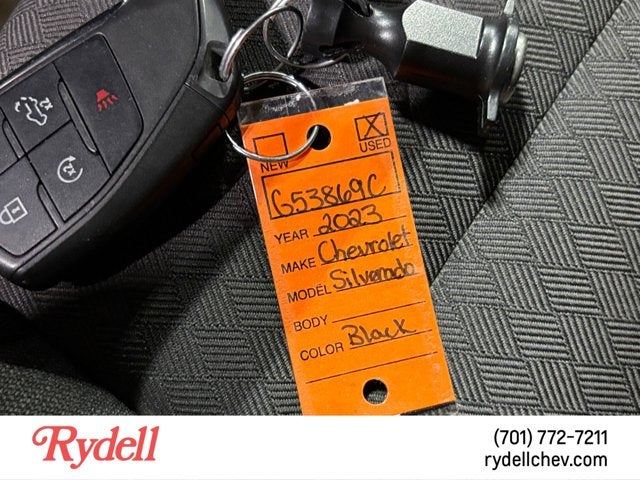 NEW
X
USED
G53869C
YEAR 2023
MAKE Chevrolet
MODEL Silverado
BODY
COLOR Black
Rydell
(701) 772-7211
rydellchev.com